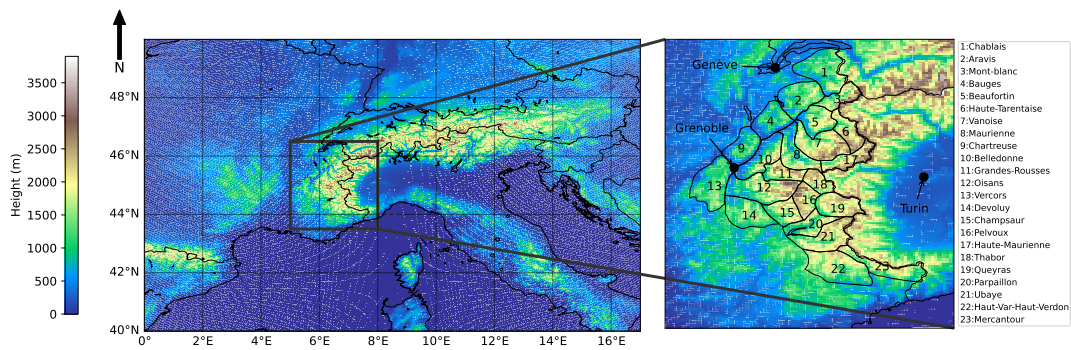 N
Height (m)
3500
3000
2500
2000
1500
1000
500
0
48°N
46°N
44°N
42°N
40°N
0°
2°E
4°E
6°E
8°E
10°E
12°E
14°E
16°E
Genève
Grenoble
Turin
1
2
4
5
6
7
8
9
10
11
17
12
13
18
16
14
15
19
20
21
22
23
1:Chablais
2:Aravis
3:Mont-blanc
4:Bauges
5:Beaufortin
6:Haute-Tarentaise
7:Vanoise
8:Maurienne
9:Chartreuse
10:Belledonne
11:Grandes-Rousses
12:Oisans
13:Vercors
14:Devoluy
15:Champsaur
16:Pelvoux
17:Haute-Maurienne
18:Thabor
19:Queyras
20:Parpaillon
21:Ubaye
22:Haut-Var-Haut-Verdon
23:Mercantour